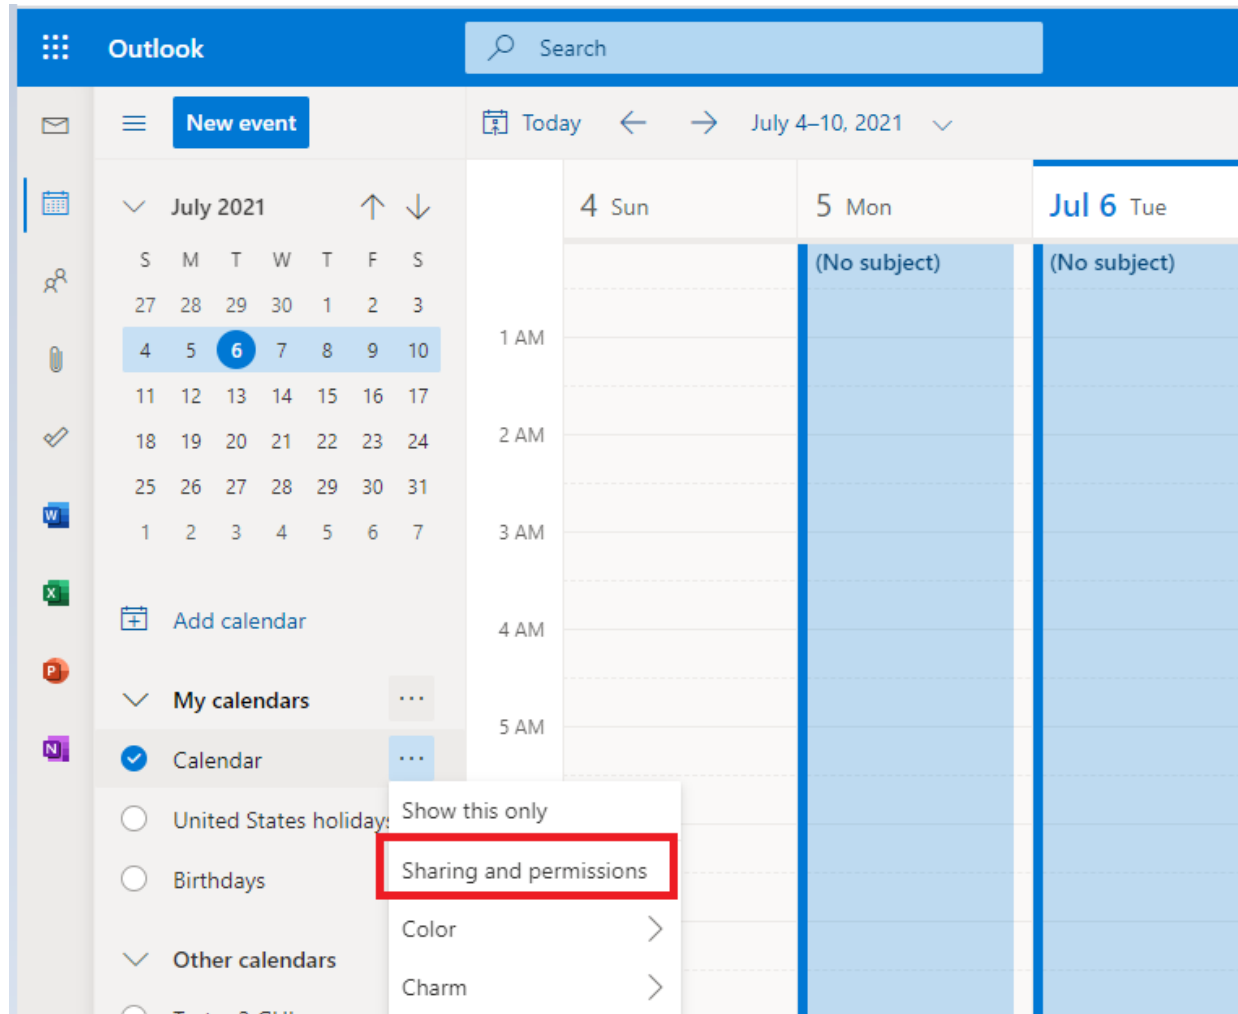 Outlook
Search
New event
Today
July 4–10, 2021
July 2021
4 Sun
5 Mon
Jul 6 Tue
S M T W T F S
27 28 29 30 1 2 3
4 5 6 7 8 9 10
11 12 13 14 15 16 17
18 19 20 21 22 23 24
25 26 27 28 29 30 31
1 2 3 4 5 6 7
(No subject)
(No subject)
1 AM
2 AM
3 AM
4 AM
5 AM
Add calendar
My calendars
Calendar
United States holidays
Birthdays
Other calendars
Show this only
Sharing and permissions
Color
Charm
W
X
P
N